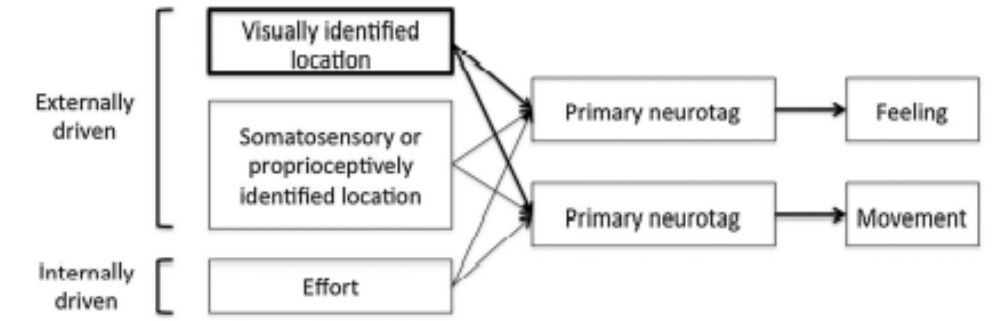 Externally
driven
Visually identified
location
Somatosensory or
proprioceptively
identified location
Internally
driven
Effort
Primary neurotag
Feeling
Primary neurotag
Movement